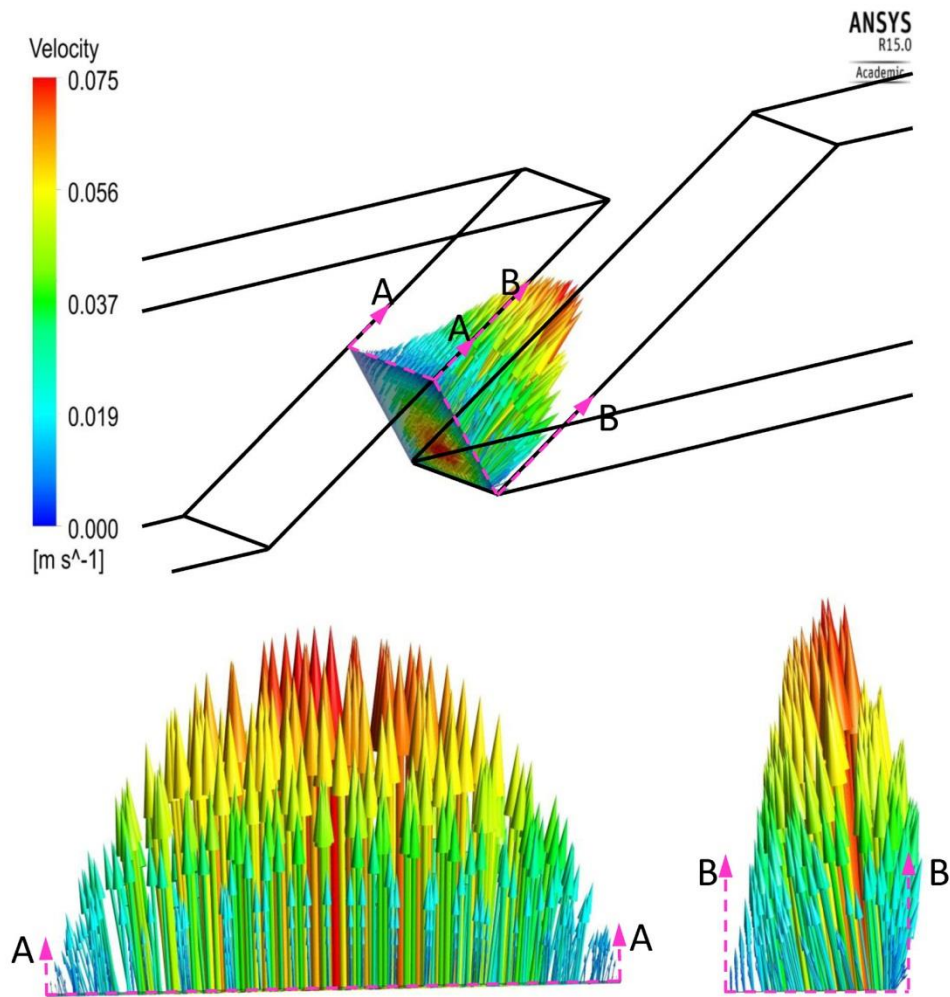 ANSYS
R15.0
Academic
Velocity
0.075
0.056
0.037
0.019
0.000
[m s^-1]
A
B
A
B
A
A
B
B